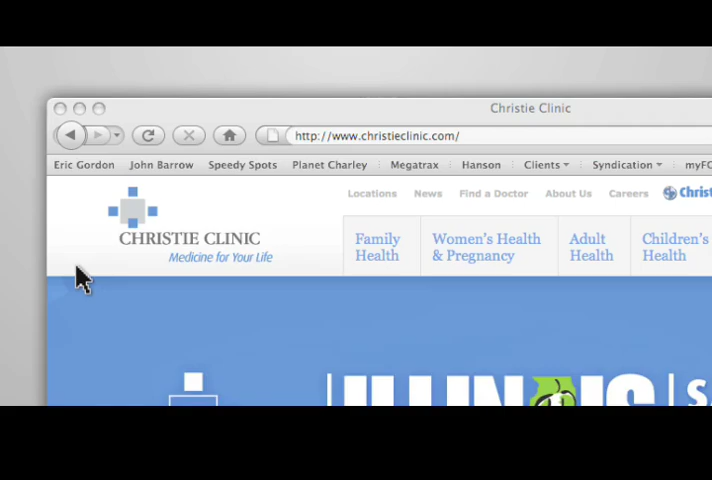 Christie Clinic
http://www.christieclinic.com/
Eric Gordon John Barrow Speedy Spots Planet Charley Megatrax Hanson Clients Syndication
Locations News Find a Doctor About Us Careers
CHRISTIE CLINIC
Medicine for Your Life
Family Health
Women's Health & Pregnancy
Adult Health
Children's Health